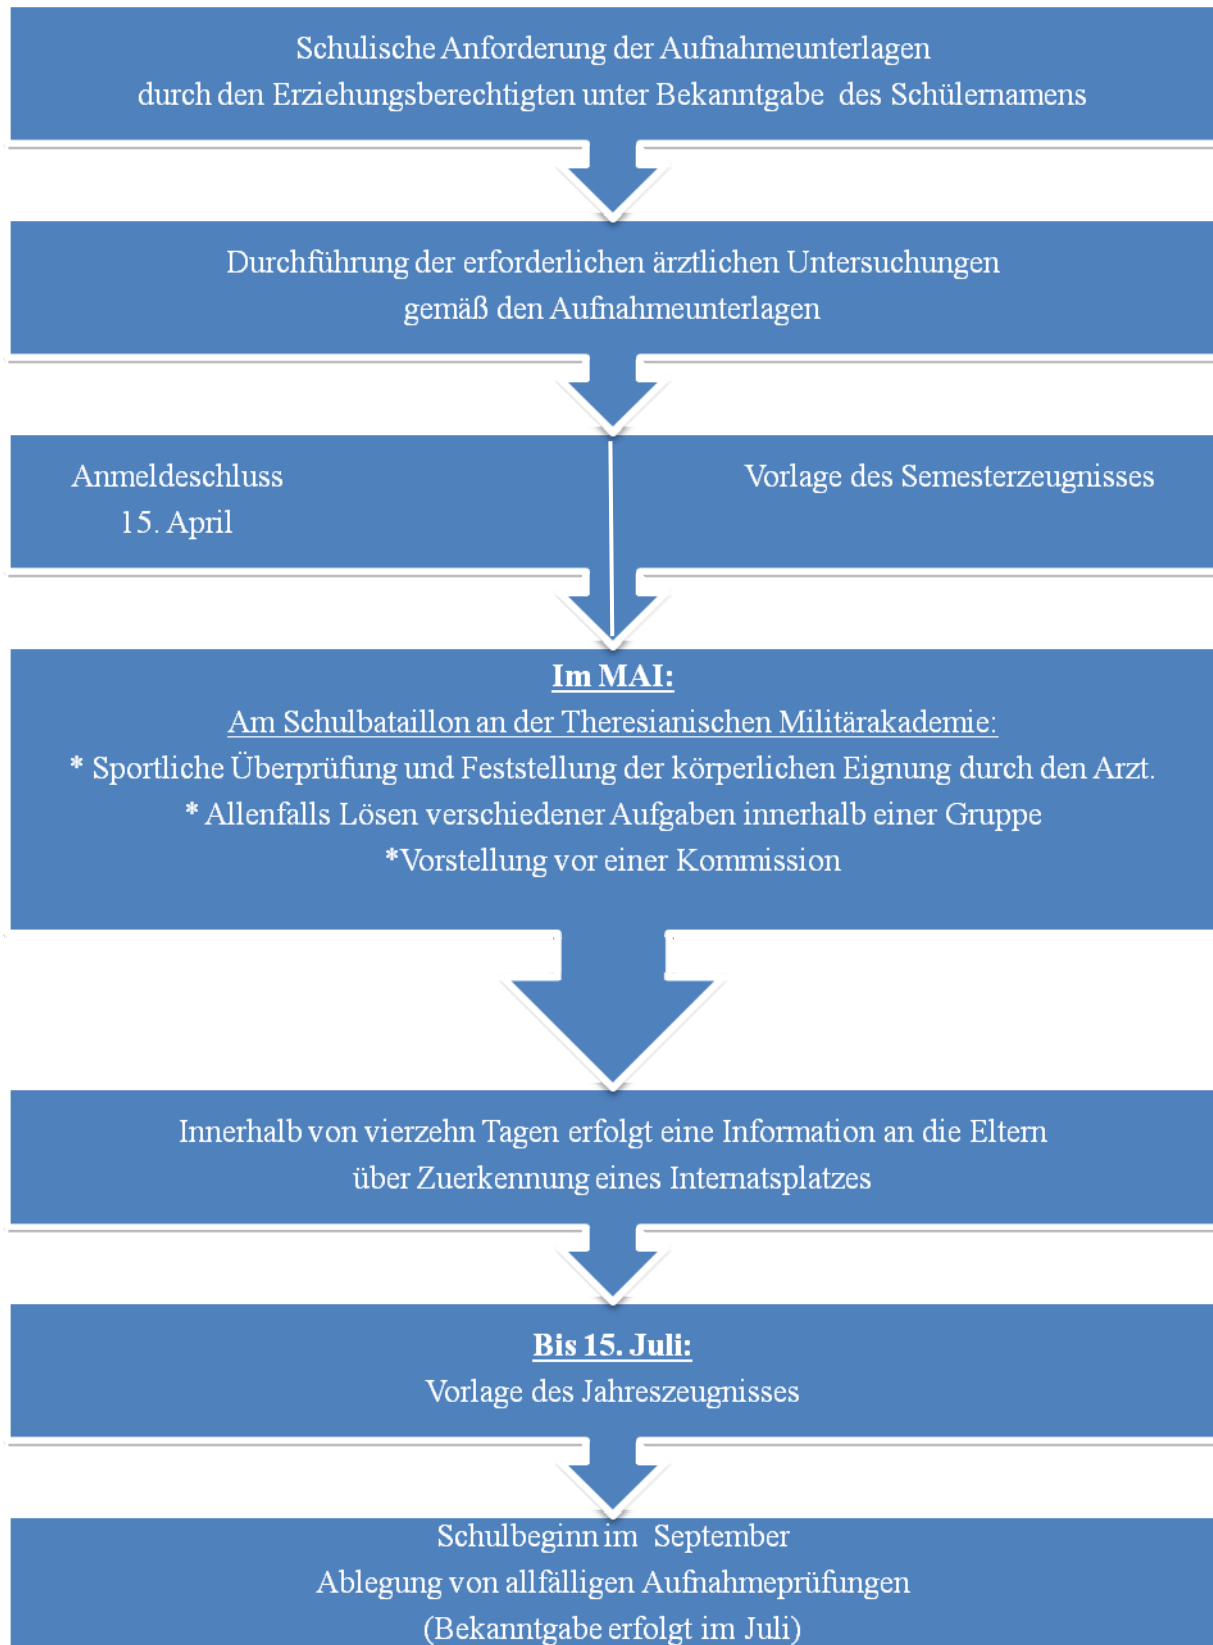 Schulische Anforderung der Aufnahmeunterlagen
durch den Erziehungsberechtigten unter Bekanntgabe des Schülernamens
Durchführung der erforderlichen ärztlichen Untersuchungen
gemäß den Aufnahmeunterlagen
Anmeldeschluss
15. April
Vorlage des Semesterzeugnisses
Im MAI:
Am Schulbataillon an der Theresianischen Militärakademie:
* Sportliche Überprüfung und Feststellung der körperlichen Eignung durch den Arzt.
* Allenfalls Lösen verschiedener Aufgaben innerhalb einer Gruppe
*Vorstellung vor einer Kommission
Innerhalb von vierzehn Tagen erfolgt eine Information an die Eltern
über Zuerkennung eines Internatsplatzes
Bis 15. Juli:
Vorlage des Jahreszeugnisses
Schulbeginn im September
Ablegung von allfälligen Aufnahmeprüfungen
(Bekanntgabe erfolgt im Juli)